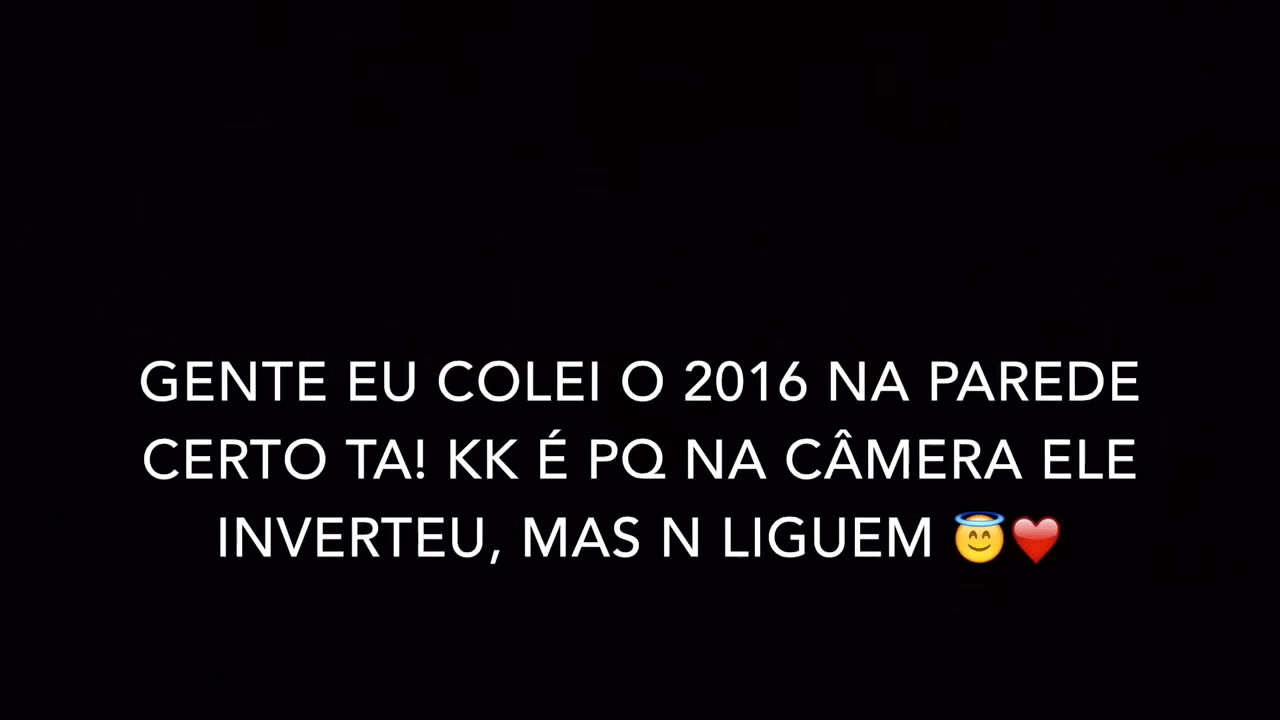 GENTE EU COLEI O 2016 NA PAREDE
CERTO TA! KK É PQ NA CÂMERA ELE
INVERTEU, MAS N LIGUEM 😇❤️